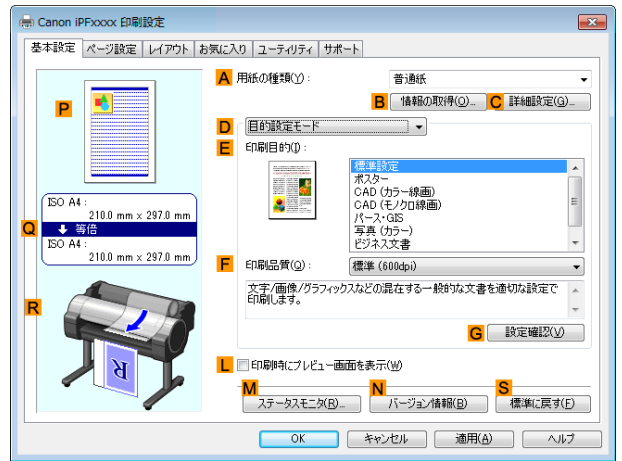 Canon iPFxxxx 印刷設定
基本設定 ページ設定 レイアウト お気に入り ユーティリティ サポート
P
A 用紙の種類(Y)： 普通紙
B 情報の取得(O)... C 詳細設定(G)...
D 目的設定モード
E 印刷目的(I)：
標準設定
ポスター
CAD (カラー線画)
CAD (モノクロ線画)
パース・GIS
写真 (カラー)
ビジネス文書
ISO A4：
210.0 mm × 297.0 mm
Q 等倍
ISO A4：
210.0 mm × 297.0 mm
F 印刷品質(Q)： 標準 (600dpi)
文字/画像/グラフィックスなどの混在する一般的な文書を適切な設定で
印刷します。
R
G 設定確認(V)
R
L 印刷時にプレビュー画面を表示(W)
M N S
ステータスモニタ(R)... バージョン情報(B) 標準に戻す(F)
OK キャンセル 適用(A) ヘルプ